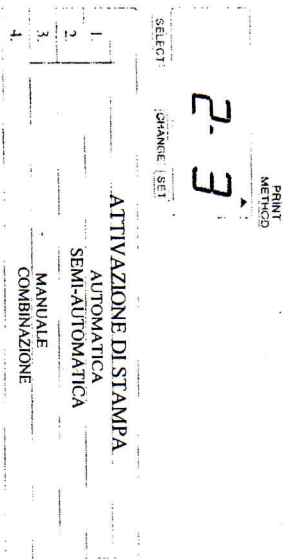 PRINT
METHOD
2- 3
SELECT CHANGE SET
ATTIVAZIONE DI STAMPA
1. AUTOMATICA
2. SEMI-AUTOMATICA
3. MANUALE
4. COMBINAZIONE